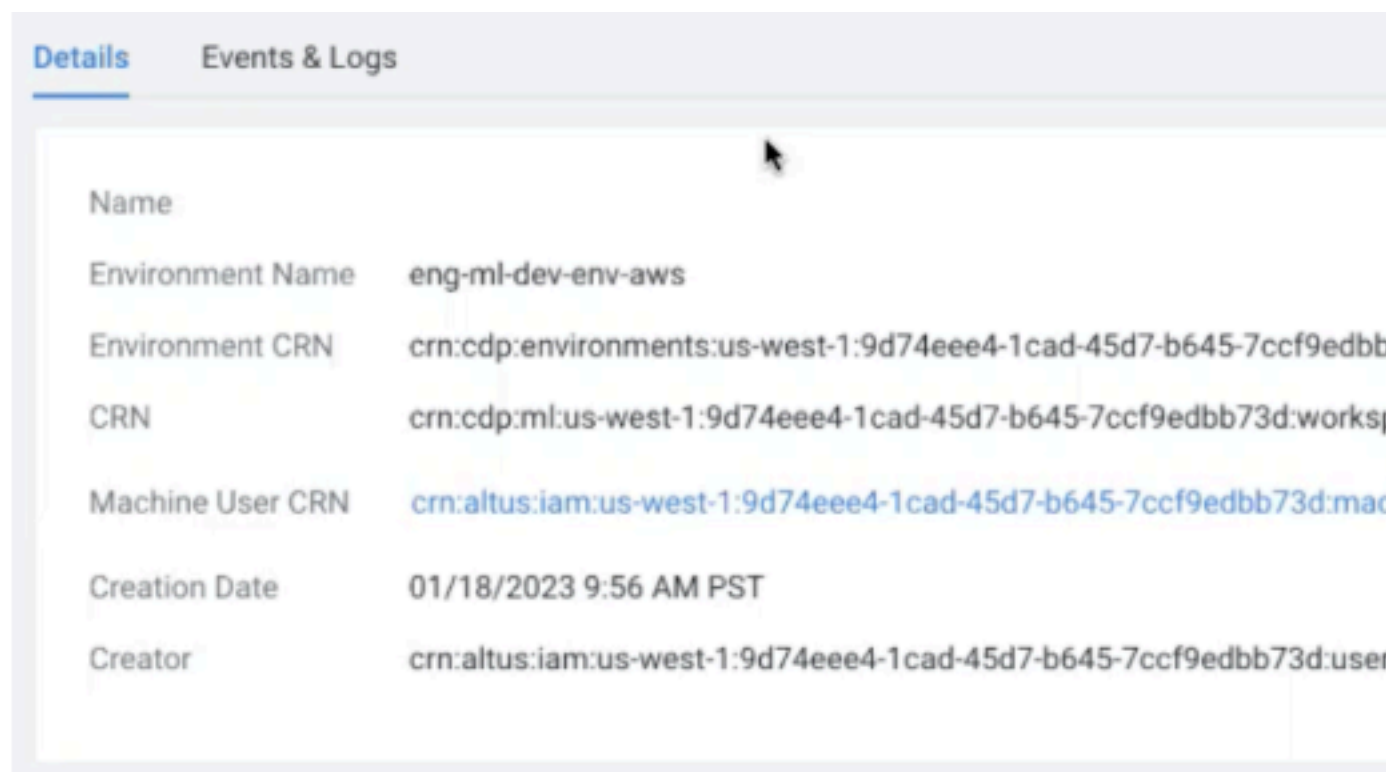 Details Events & Logs
Name
Environment Name eng-ml-dev-env-aws
Environment CRN crn:cdp:environments:us-west-1:9d74eee4-1cad-45d7-b645-7ccf9edbb
CRN crn:cdp:ml:us-west-1:9d74eee4-1cad-45d7-b645-7ccf9edbb73d:worksp
Machine User CRN crn:altus:iam:us-west-1:9d74eee4-1cad-45d7-b645-7ccf9edbb73d:mac
Creation Date 01/18/2023 9:56 AM PST
Creator crn:altus:iam:us-west-1:9d74eee4-1cad-45d7-b645-7ccf9edbb73d:user